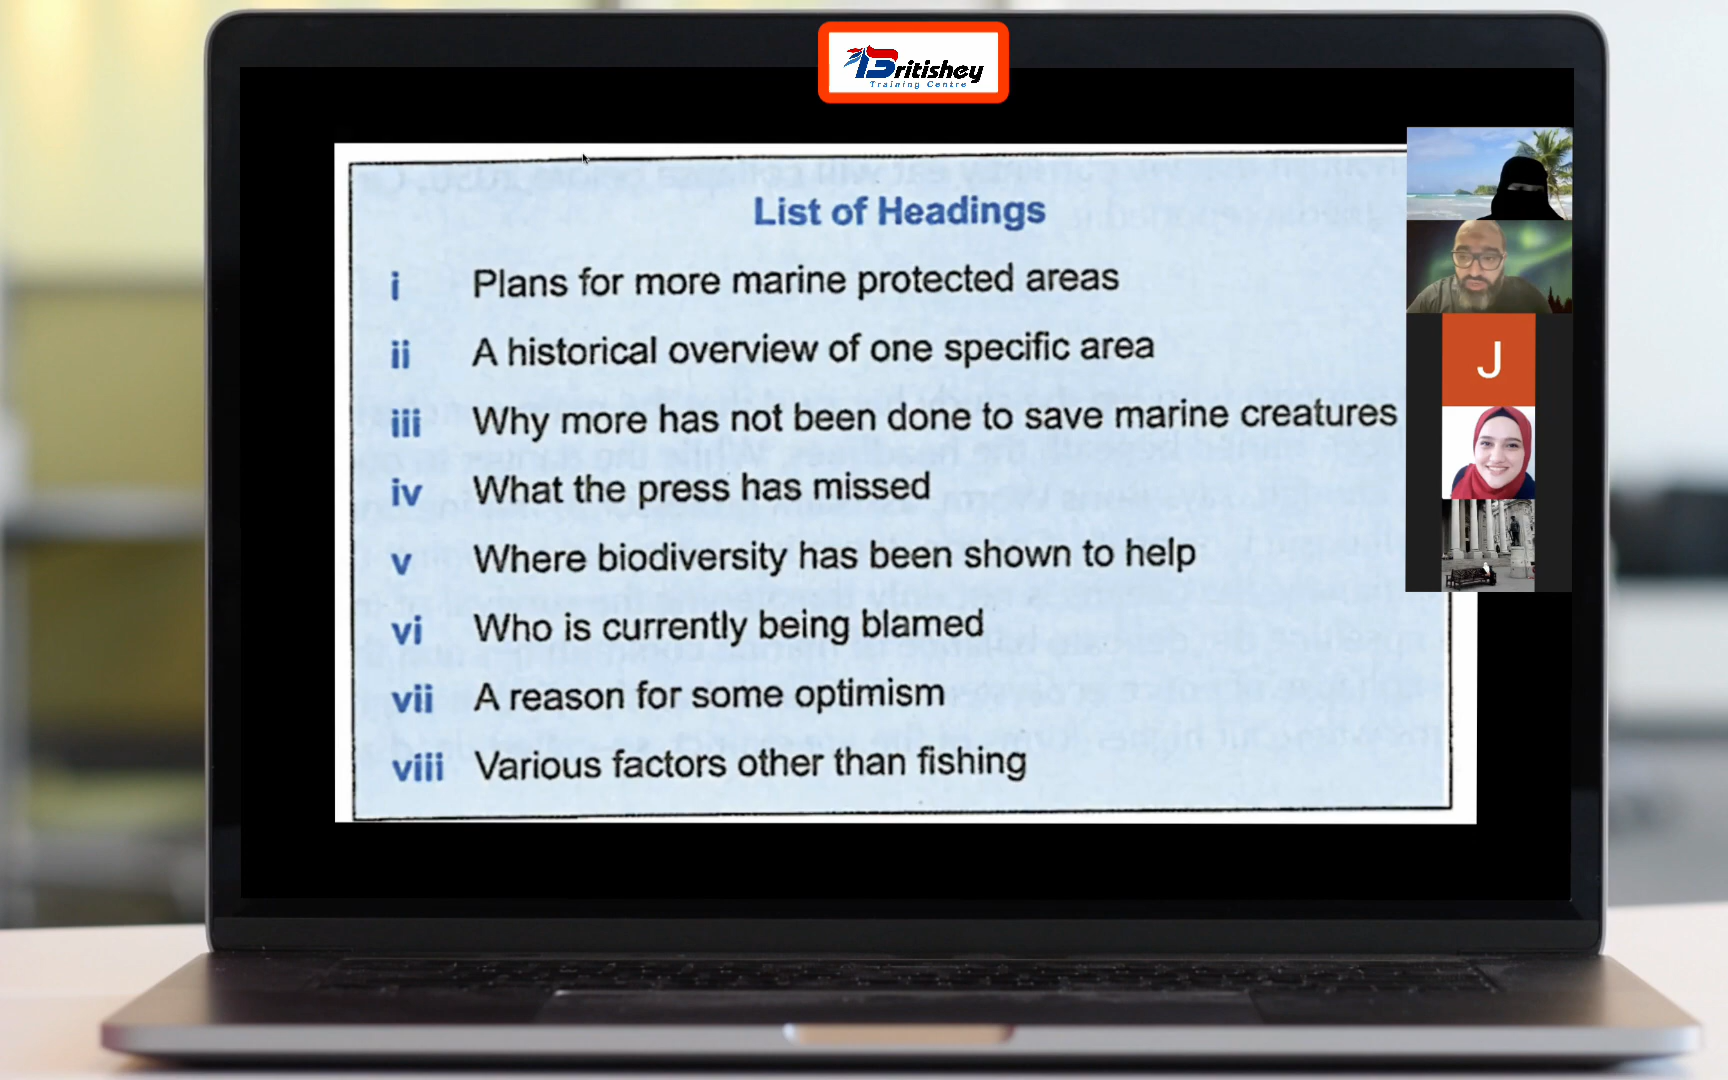 Britishey
Training Centre
List of Headings
i Plans for more marine protected areas
ii A historical overview of one specific area
iii Why more has not been done to save marine creatures
iv What the press has missed
v Where biodiversity has been shown to help
vi Who is currently being blamed
vii A reason for some optimism
viii Various factors other than fishing
J